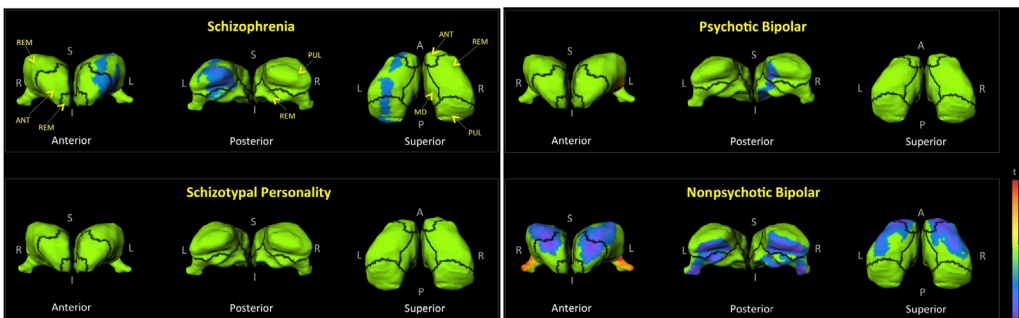 Schizophrenia
REM
S
R
L
ANT
REM
I
Anterior
S
PUL
L
R
REM
I
Posterior
ANT
A
REM
L
R
MD
P
PUL
Superior
Psychotic Bipolar
S
R
L
I
Anterior
S
L
R
I
Posterior
A
L
R
P
Superior
Schizotypal Personality
S
R
L
I
Anterior
S
L
R
I
Posterior
A
L
R
P
Superior
Nonpsychotic Bipolar
S
R
L
I
Anterior
S
L
R
I
Posterior
A
L
R
P
Superior
t